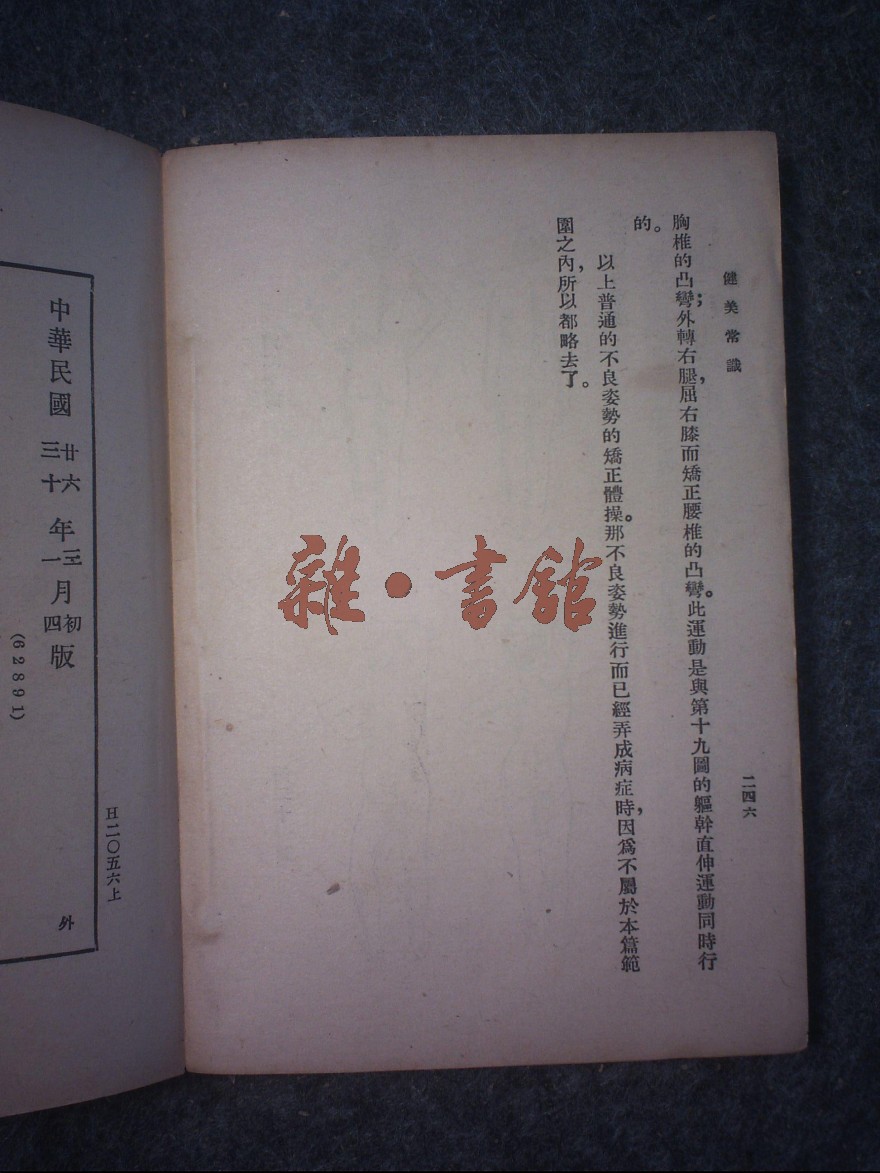 健美常識
二四六
胸椎的凸彎；外轉右腿，屈右膝而矯正腰椎的凸彎。此運動是與第十九圖的軀幹直伸運動同時行
的。
以上普通的不良姿勢的矯正體操。那不良姿勢進行而已經弄成病症時，因爲不屬於本篇範
圍之內，所以都略去了。
雜·書館
H二〇五六上
中華民國 廿六年三月初版
三十年一月四版
(62891)
外